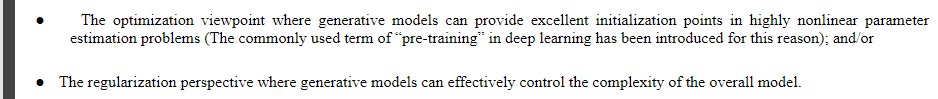 • The optimization viewpoint where generative models can provide excellent initialization points in highly nonlinear parameter
estimation problems (The commonly used term of “pre-training” in deep learning has been introduced for this reason); and/or
• The regularization perspective where generative models can effectively control the complexity of the overall model.